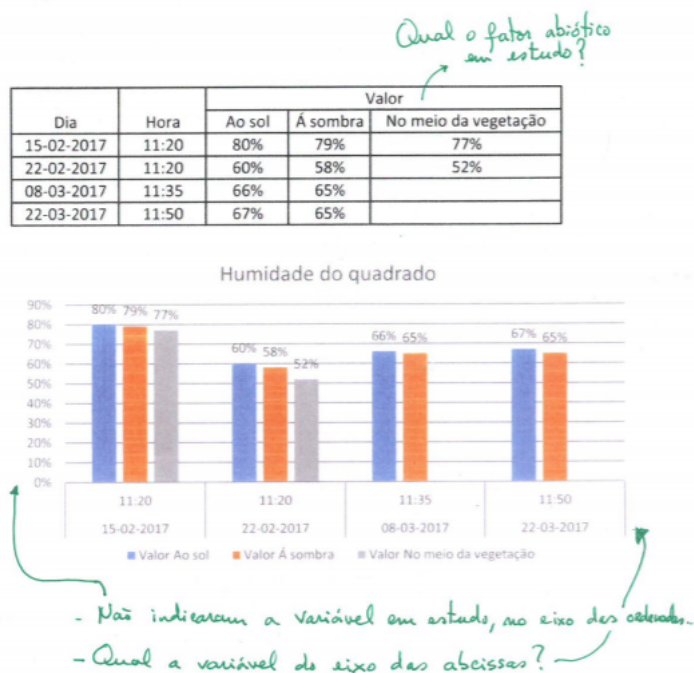 Qual o fator abiótico
em estudo?
Valor
Dia Hora Ao sol Á sombra No meio da vegetação
15-02-2017 11:20 80% 79% 77%
22-02-2017 11:20 60% 58% 52%
08-03-2017 11:35 66% 65%
22-03-2017 11:50 67% 65%
Humidade do quadrado
90%
80%
70%
60%
50%
40%
30%
20%
10%
0%
80% 79% 77%
60% 58% 52%
66% 65%
67% 65%
11:20 11:20 11:35 11:50
15-02-2017 22-02-2017 08-03-2017 22-03-2017
Valor Ao sol Valor Á sombra Valor No meio da vegetação
- Não indicaram a variável em estudo, no eixo das ordenadas.
- Qual a variável do eixo das abcissas?